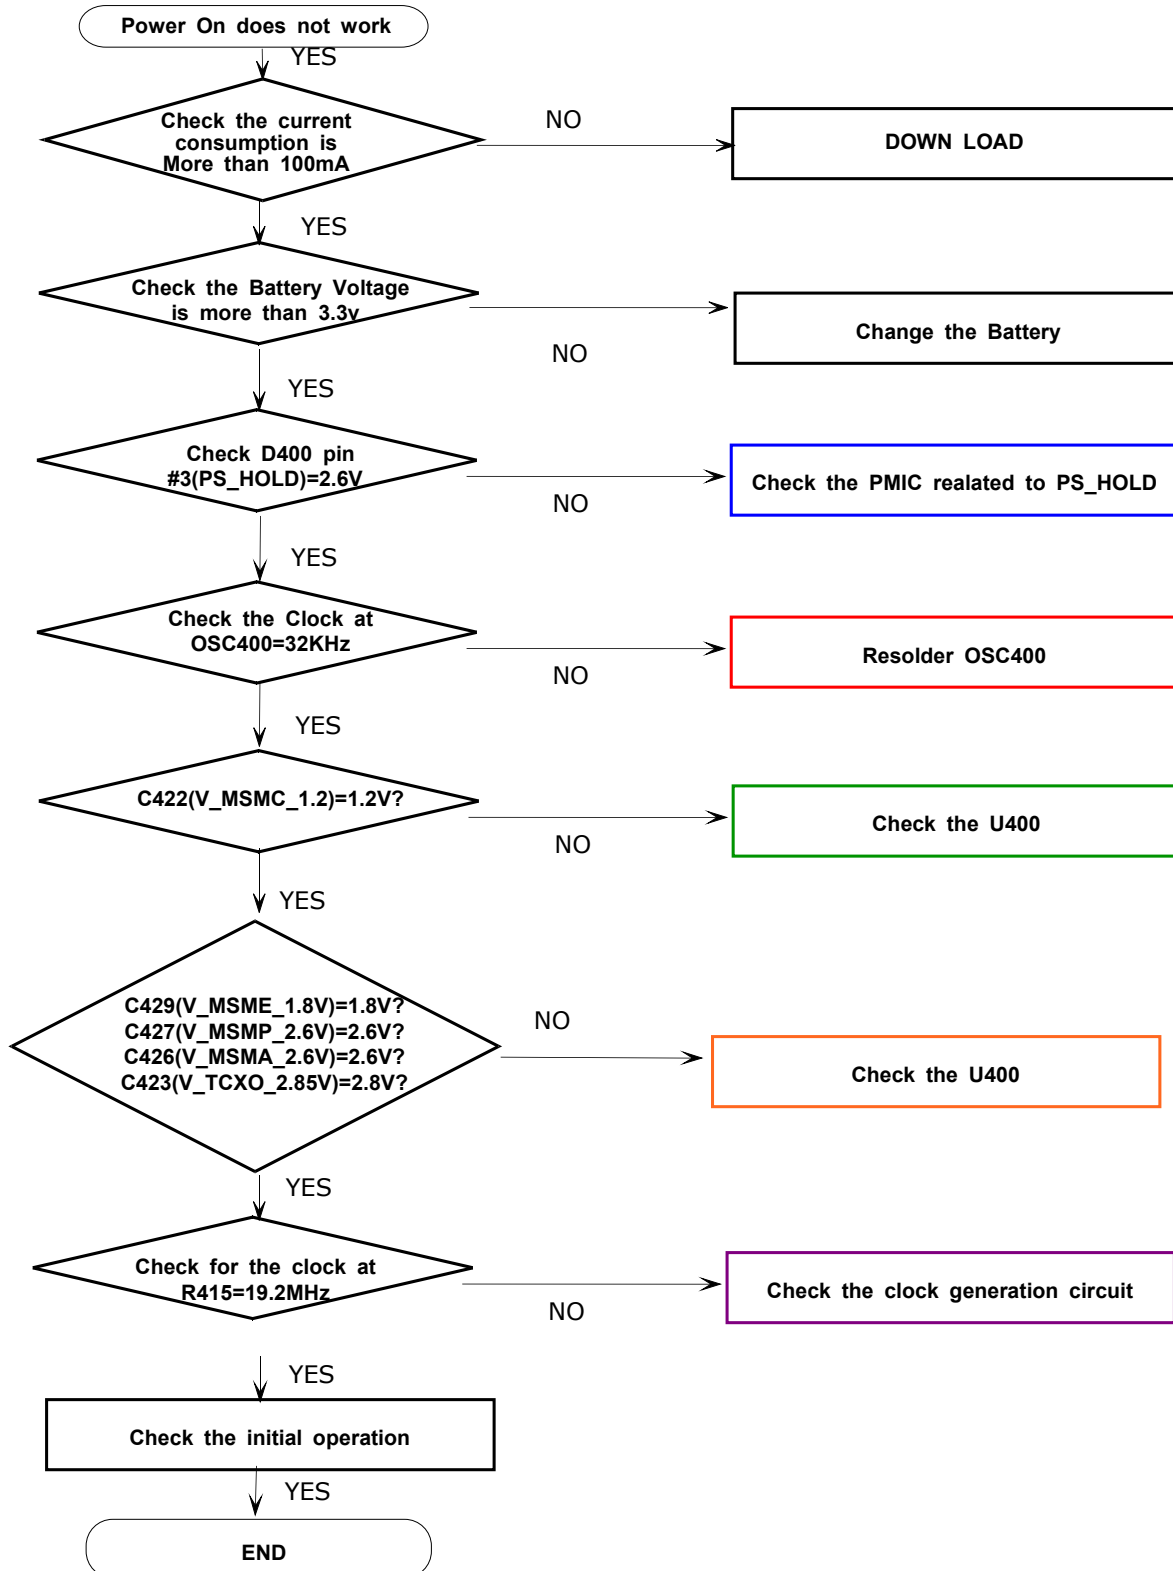 Power On does not work
YES
Check the current
consumption is
More than 100mA
NO
DOWN LOAD
YES
Check the Battery Voltage
is more than 3.3v
NO
Change the Battery
YES
Check D400 pin
#3(PS_HOLD)=2.6V
NO
Check the PMIC realated to PS_HOLD
YES
Check the Clock at
OSC400=32KHz
NO
Resolder OSC400
YES
C422(V_MSMC_1.2)=1.2V?
NO
Check the U400
YES
C429(V_MSME_1.8V)=1.8V?
C427(V_MSMP_2.6V)=2.6V?
C426(V_MSMA_2.6V)=2.6V?
C423(V_TCXO_2.85V)=2.8V?
NO
Check the U400
YES
Check for the clock at
R415=19.2MHz
NO
Check the clock generation circuit
YES
Check the initial operation
YES
END